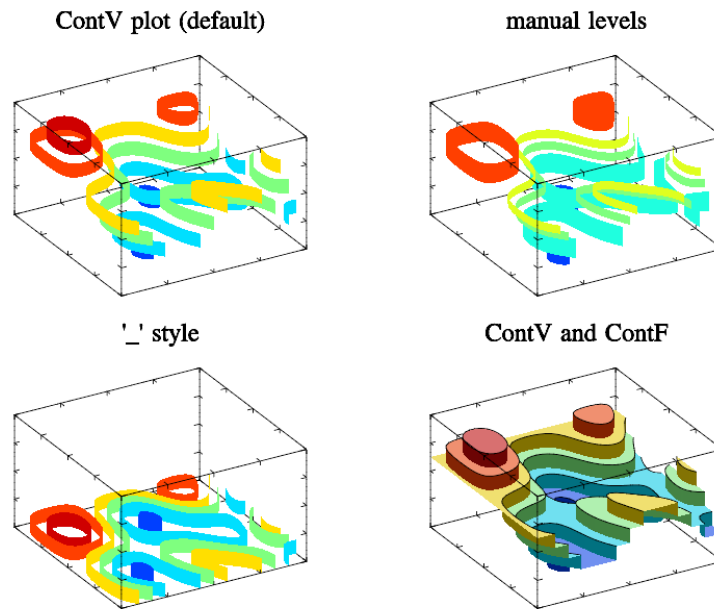 ContV plot (default)
manual levels
'_' style
ContV and ContF